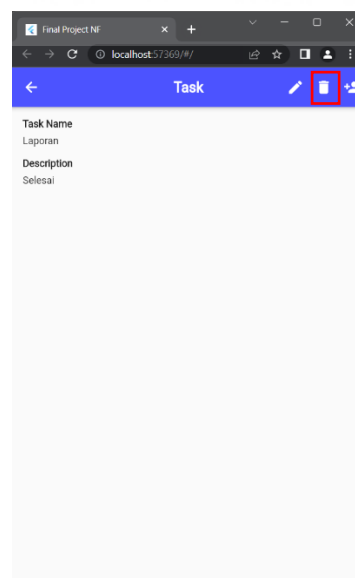 Final Project NF
localhost:57369/#/
Task
Task Name
Laporan
Description
Selesai